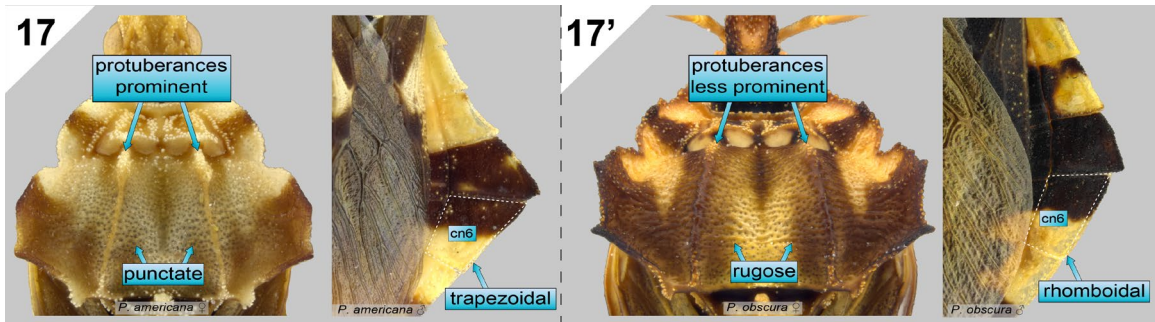 17
protuberances
prominent
punctate
P. americana ♀
cn6
trapezoidal
P. americana ♂
17’
protuberances
less prominent
rugose
P. obscura ♀
cn6
rhomboidal
P. obscura ♂